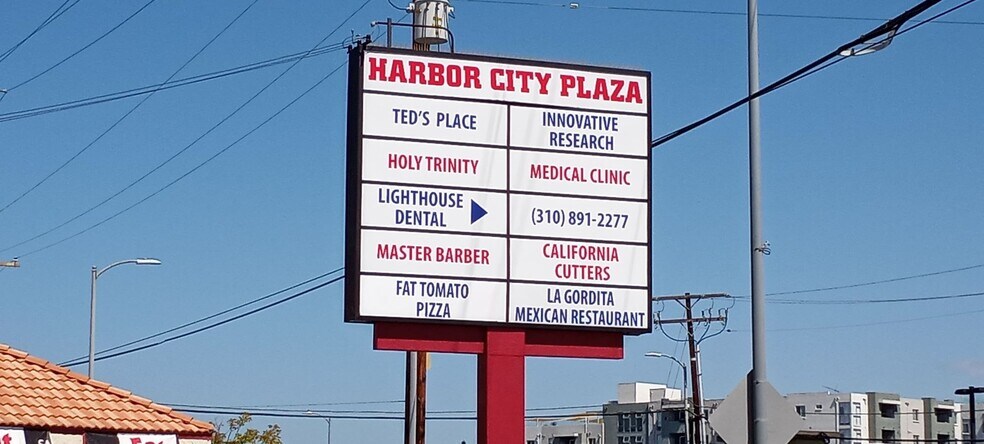 HARBOR CITY PLAZA
TED'S PLACE
INNOVATIVE
RESEARCH
HOLY TRINITY
MEDICAL CLINIC
LIGHTHOUSE
DENTAL
(310) 891-2277
MASTER BARBER
CALIFORNIA
CUTTERS
FAT TOMATO
PIZZA
LA GORDITA
MEXICAN RESTAURANT